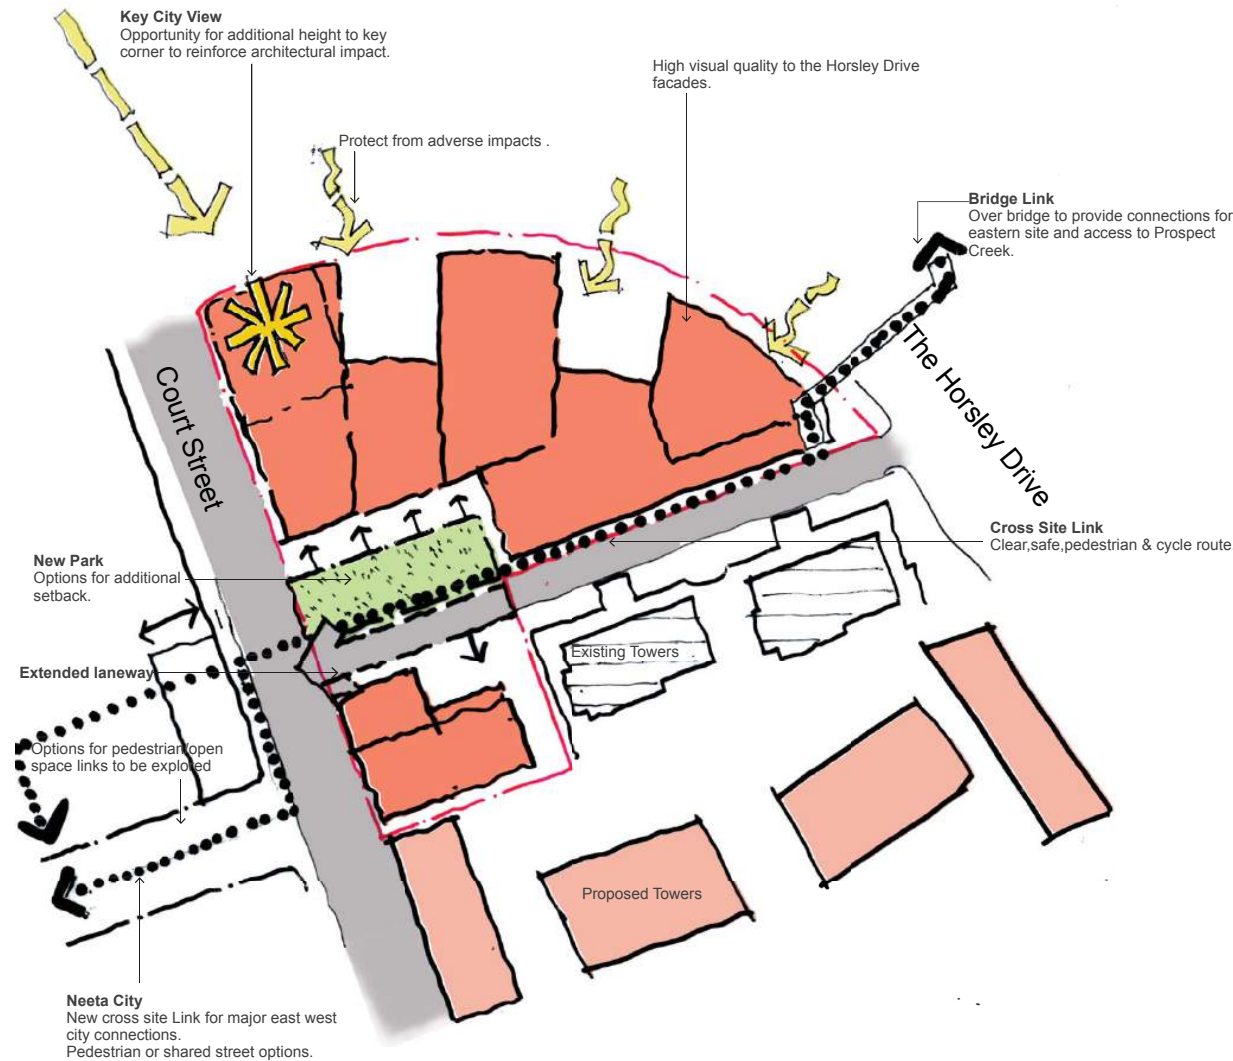 Key City View
Opportunity for additional height to key
corner to reinforce architectural impact.
High visual quality to the Horsley Drive
facades.
Protect from adverse impacts .
Bridge Link
Over bridge to provide connections for
eastern site and access to Prospect
Creek.
Court Street
The Horsley Drive
Cross Site Link
Clear,safe,pedestrian & cycle route
New Park
Options for additional
setback.
Extended laneway
Existing Towers
Options for pedestrian/open
space links to be explored
Proposed Towers
Neeta City
New cross site Link for major east west
city connections.
Pedestrian or shared street options.